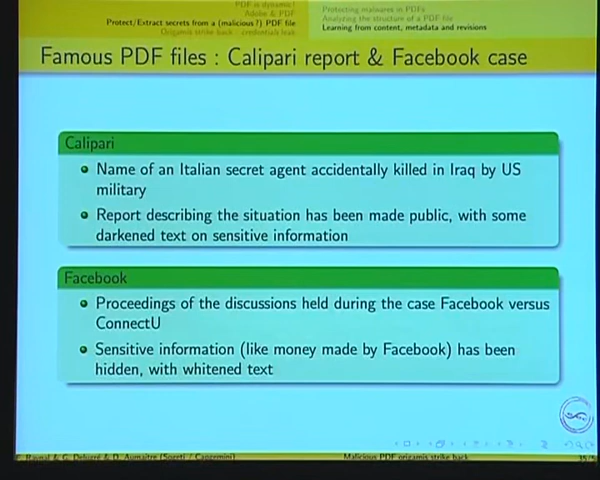 PDF is dynamic !
Adobe & PDF
Protect/Extract secrets from a (malicious ?) PDF file
Origamis strike back : credentials leak
Protecting malwares in PDFs
Analyzing the structure of a PDF file
Learning from content, metadata and revisions
Famous PDF files : Calipari report & Facebook case
Calipari
Name of an Italian secret agent accidentally killed in Iraq by US
military
Report describing the situation has been made public, with some
darkened text on sensitive information
Facebook
Proceedings of the discussions held during the case Facebook versus
ConnectU
Sensitive information (like money made by Facebook) has been
hidden, with whitened text
Raynal & G. Delugré & D. Aumaitre (Sogeti / Capgemini)
Malicious PDF origamis strike back